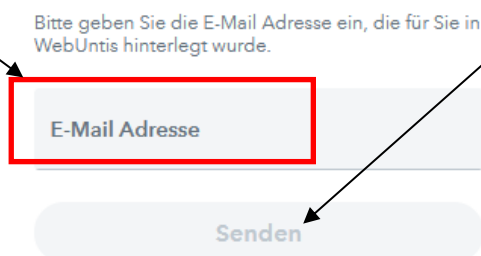 Bitte geben Sie die E-Mail Adresse ein, die für Sie in
WebUntis hinterlegt wurde.
E-Mail Adresse
Senden